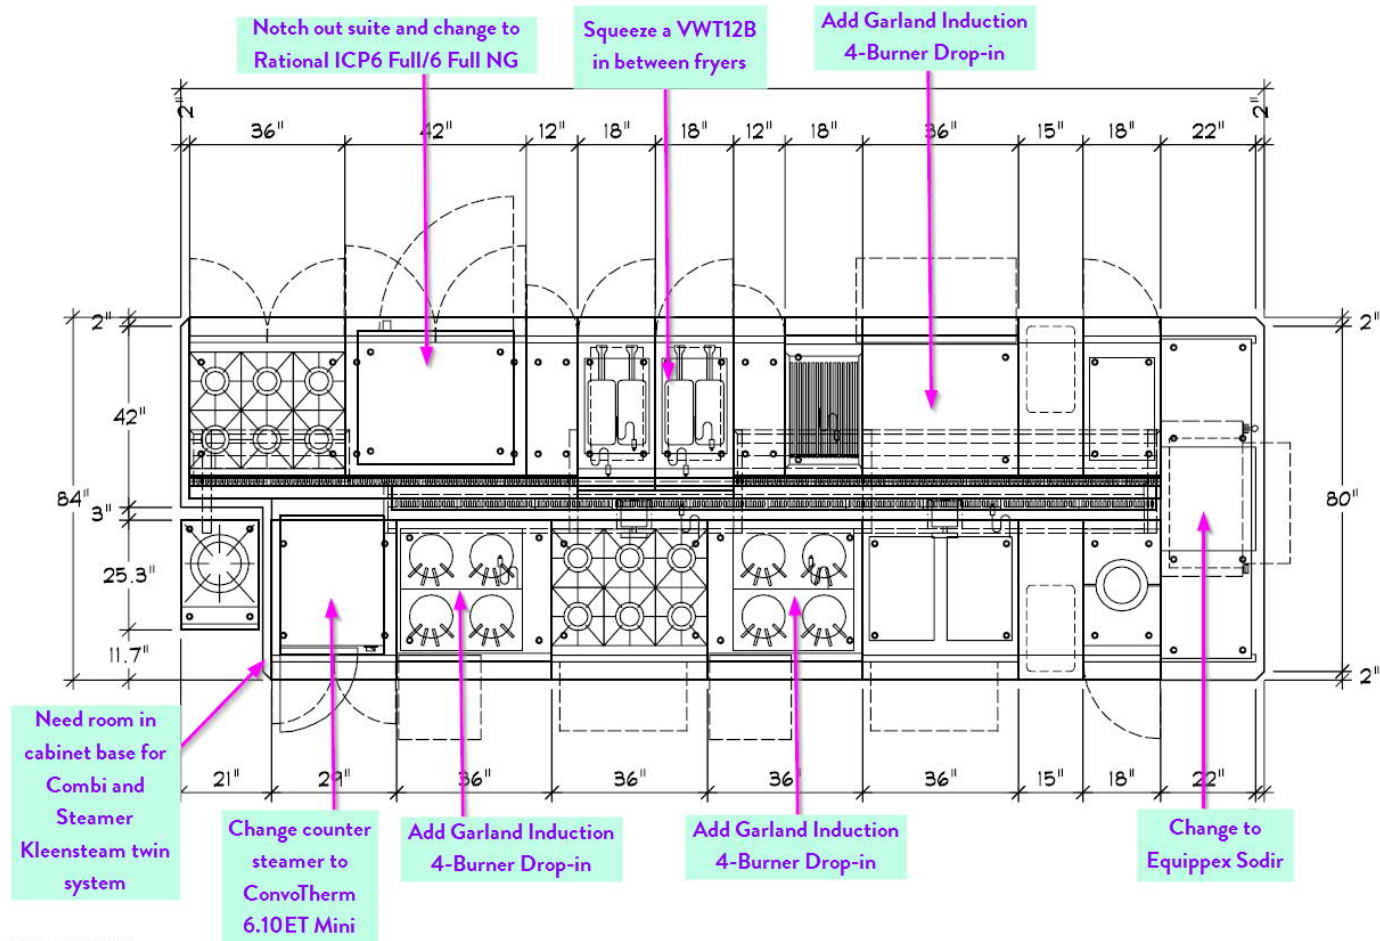 Notch out suite and change to
Rational ICP6 Full/6 Full NG
Squeeze a VWT12B
in between fryers
Add Garland Induction
4-Burner Drop-in
2"
2"
36"
42"
12"
18"
18"
12"
18"
36"
15"
18"
22"
2"
42"
84"
3"
25.3"
11.7"
2"
80"
2"
21"
29"
36"
36"
36"
36"
15"
18"
22"
Need room in
cabinet base for
Combi and
Steamer
Kleensteam twin
system
Change counter
steamer to
ConvoTherm
6.10ET Mini
Add Garland Induction
4-Burner Drop-in
Add Garland Induction
4-Burner Drop-in
Change to
Equippex Sodir